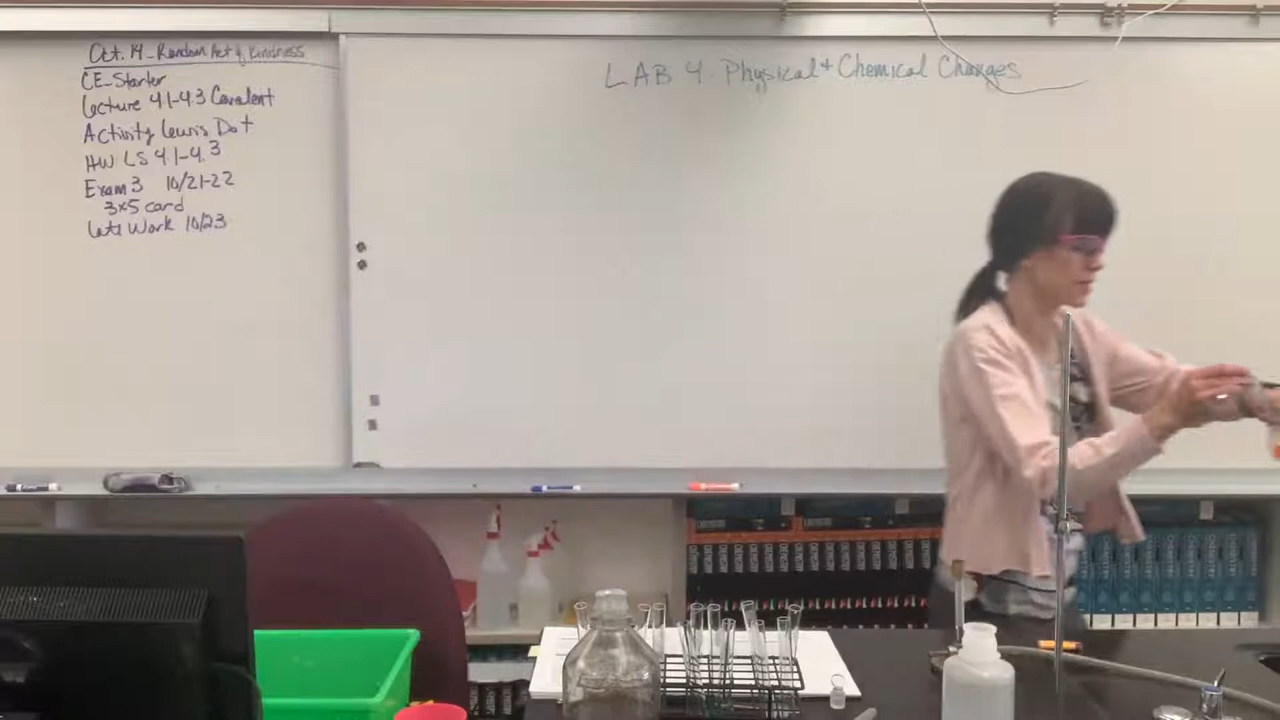 Oct. 14 - Random Act of Kindness
CE-Starter
Lecture 4.1-4.3 Covalent
Activity Lewis Dot
HW LS 4.1-4.3
Exam 3 10/21-22
3x5 card
Late Work 10/23
LAB 4 - Physical + Chemical Changes